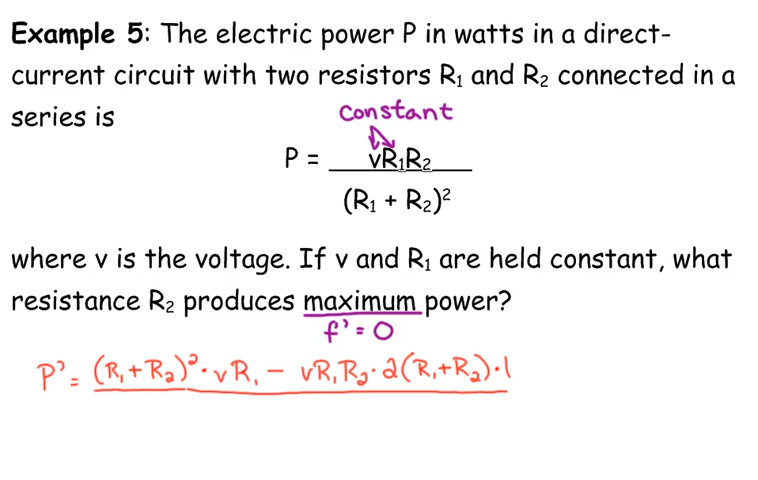 Example 5: The electric power P in watts in a direct-
current circuit with two resistors R₁ and R₂ connected in a
series is
constant
P = vR₁R₂
(R₁ + R₂)²
where v is the voltage. If v and R₁ are held constant, what
resistance R₂ produces maximum power?
f' = 0
P' = (R₁+R₂)²·vR₁ - vR₁R₂·2(R₁+R₂)·1